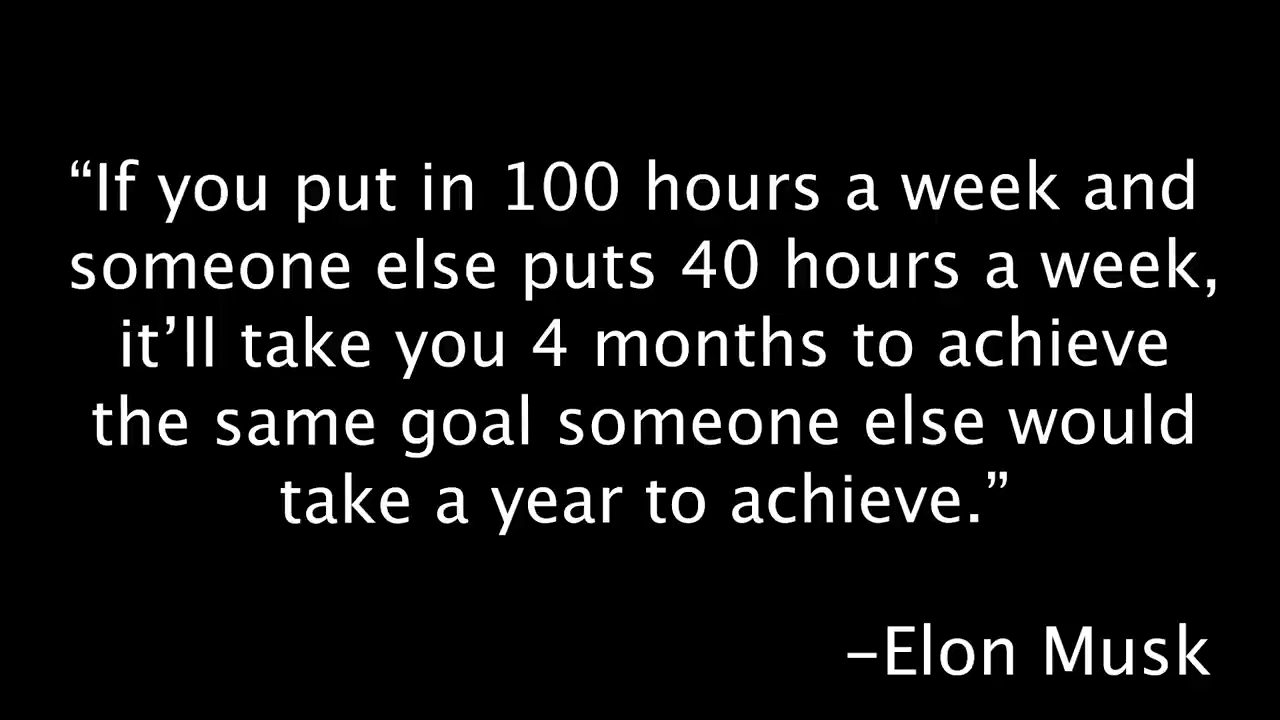 “If you put in 100 hours a week and
someone else puts 40 hours a week,
it’ll take you 4 months to achieve
the same goal someone else would
take a year to achieve.”
–Elon Musk